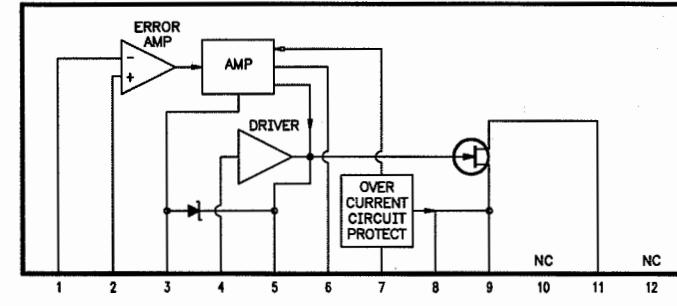 ERROR
AMP
−
+
AMP
DRIVER
OVER
CURRENT
CIRCUIT
PROTECT
NC
NC
1 2 3 4 5 6 7 8 9 10 11 12